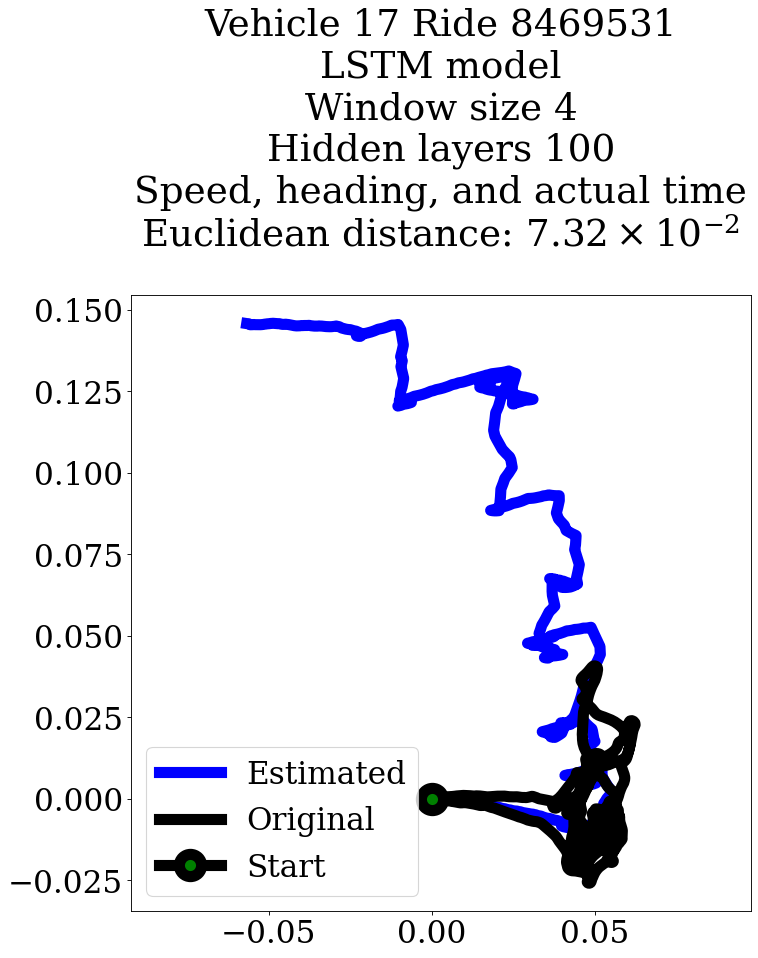 Vehicle 17 Ride 8469531
LSTM model
Window size 4
Hidden layers 100
Speed, heading, and actual time
Euclidean distance: 7.32 × 10⁻²
0.150
0.125
0.100
0.075
0.050
0.025
0.000
−0.025
Estimated
Original
Start
−0.05 0.00 0.05